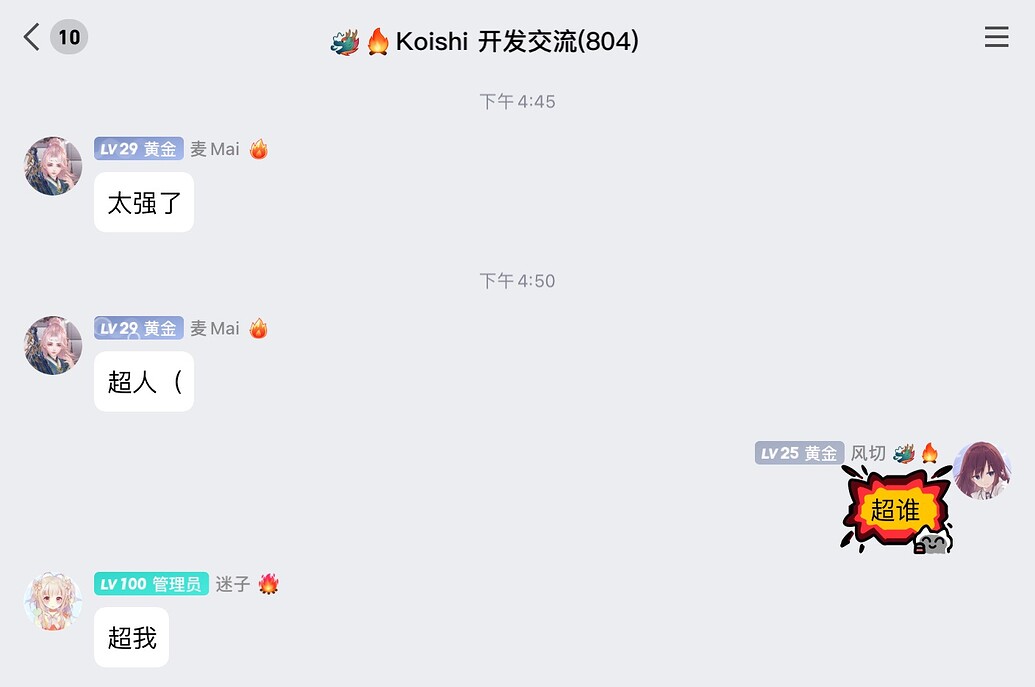 10
Koishi 开发交流(804)
下午 4:45
LV29 黄金 麦 Mai
太强了
下午 4:50
LV29 黄金 麦 Mai
超人（
LV25 黄金 风切
超谁
LV100 管理员 迷子
超我